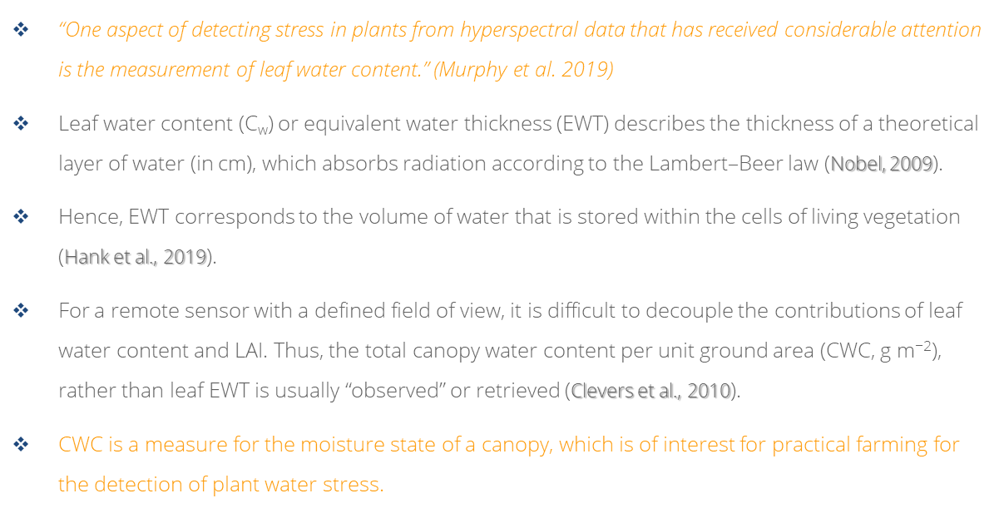 ❖ “One aspect of detecting stress in plants from hyperspectral data that has received considerable attention
is the measurement of leaf water content.” (Murphy et al. 2019)
❖ Leaf water content (Cw) or equivalent water thickness (EWT) describes the thickness of a theoretical
layer of water (in cm), which absorbs radiation according to the Lambert–Beer law (Nobel, 2009).
❖ Hence, EWT corresponds to the volume of water that is stored within the cells of living vegetation
(Hank et al., 2019).
❖ For a remote sensor with a defined field of view, it is difficult to decouple the contributions of leaf
water content and LAI. Thus, the total canopy water content per unit ground area (CWC, g m⁻²),
rather than leaf EWT is usually “observed” or retrieved (Clevers et al., 2010).
❖ CWC is a measure for the moisture state of a canopy, which is of interest for practical farming for
the detection of plant water stress.